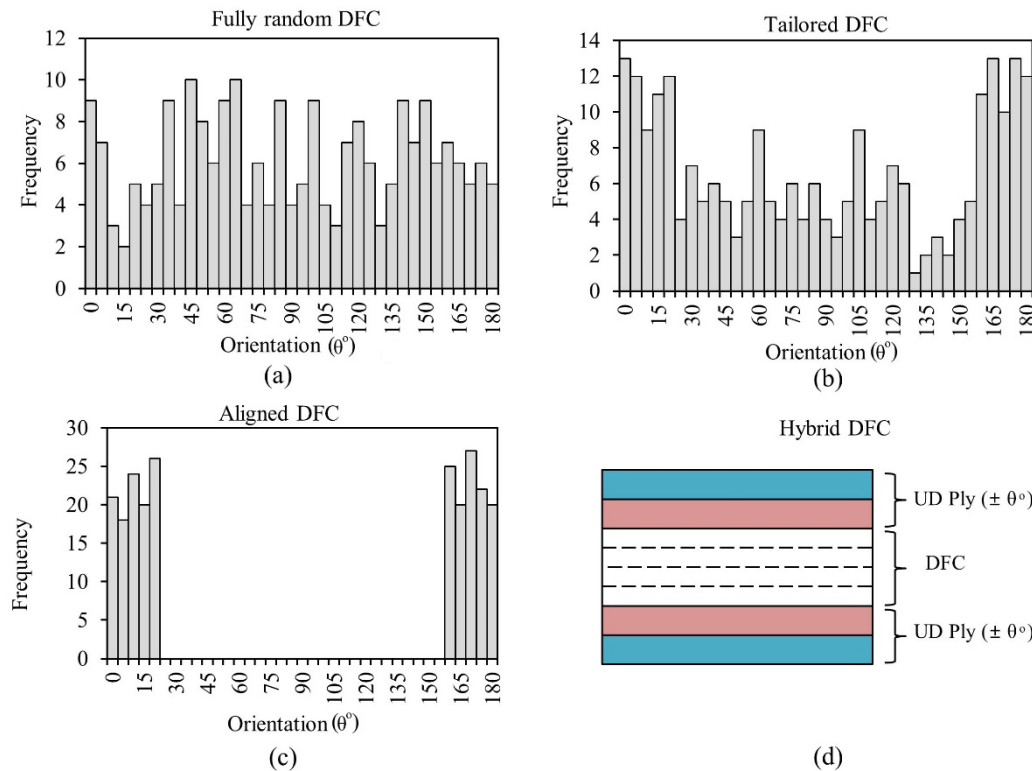 Fully random DFC
12
10
8
6
4
2
0
Frequency
0 15 30 45 60 75 90 105 120 135 150 165 180
Orientation (θ°)
(a)
Tailored DFC
14
12
10
8
6
4
2
0
Frequency
0 15 30 45 60 75 90 105 120 135 150 165 180
Orientation (θ°)
(b)
Aligned DFC
30
25
20
15
10
5
0
Frequency
0 15 30 45 60 75 90 105 120 135 150 165 180
Orientation (θ°)
(c)
Hybrid DFC
UD Ply (± θ°)
DFC
UD Ply (± θ°)
(d)